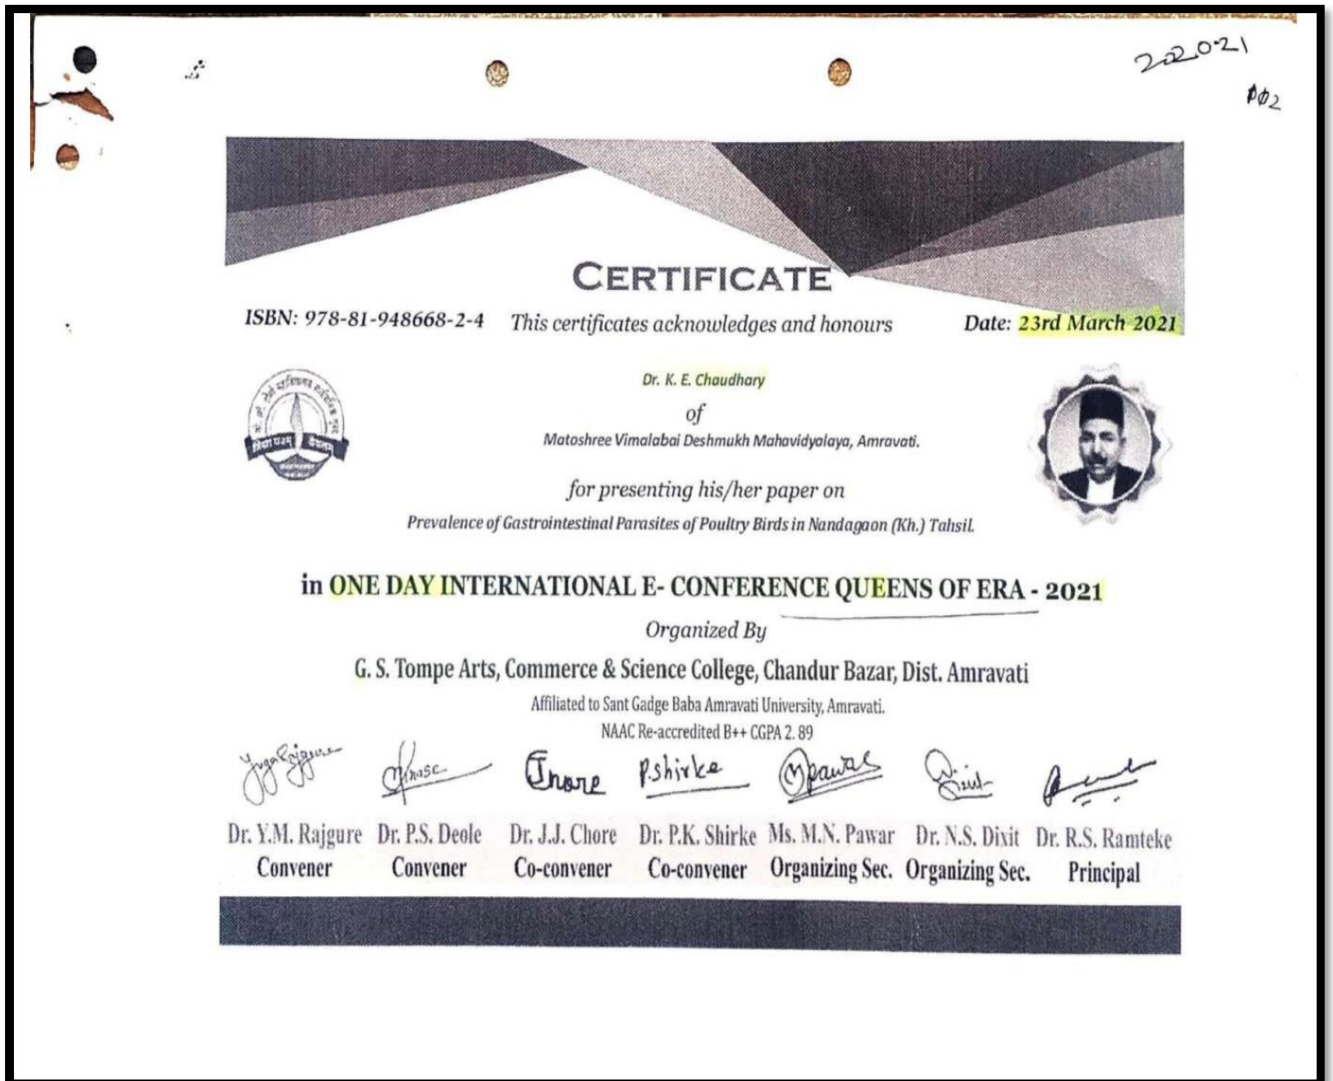 2020-21
002
CERTIFICATE
ISBN: 978-81-948668-2-4 This certificates acknowledges and honours Date: 23rd March 2021
Dr. K. E. Chaudhary
of
Matoshree Vimalabai Deshmukh Mahavidyalaya, Amravati.
for presenting his/her paper on
Prevalence of Gastrointestinal Parasites of Poultry Birds in Nandagaon (Kh.) Tahsil.
in ONE DAY INTERNATIONAL E- CONFERENCE QUEENS OF ERA - 2021
Organized By
G. S. Tompe Arts, Commerce & Science College, Chandur Bazar, Dist. Amravati
Affiliated to Sant Gadge Baba Amravati University, Amravati.
NAAC Re-accredited B++ CGPA 2. 89
P.shirke
Dr. Y.M. Rajgure Dr. P.S. Deole Dr. J.J. Chore Dr. P.K. Shirke Ms. M.N. Pawar Dr. N.S. Dixit Dr. R.S. Ramteke
Convener Convener Co-convener Co-convener Organizing Sec. Organizing Sec. Principal